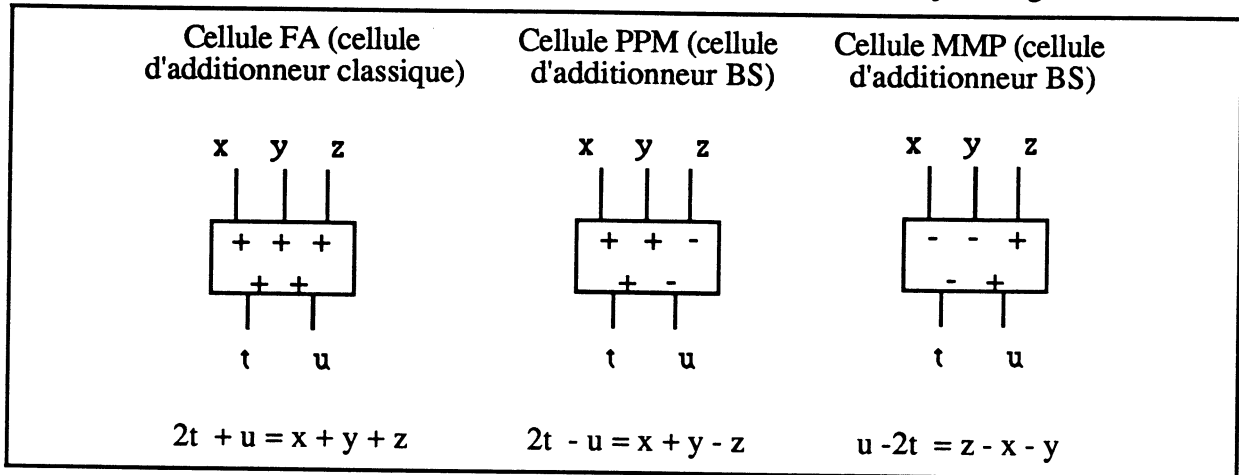 Cellule FA (cellule
d'additionneur classique)
Cellule PPM (cellule
d'additionneur BS)
Cellule MMP (cellule
d'additionneur BS)
x y z
x y z
x y z
+ + +
+ + -
- - +
+ +
+ -
- +
t u
t u
t u
2t + u = x + y + z
2t - u = x + y - z
u -2t = z - x - y